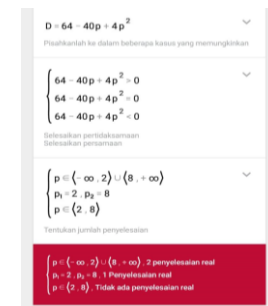 D = 64 - 40p + 4p²
Pisahkanlah ke dalam beberapa kasus yang memungkinkan
64 - 40p + 4p² > 0
64 - 40p + 4p² = 0
64 - 40p + 4p² < 0
Selesaikan pertidaksamaan
Selesaikan persamaan
p ∈ ⟨-∞, 2⟩ ∪ ⟨8, +∞⟩
p₁ = 2, p₂ = 8
p ∈ ⟨2, 8⟩
Tentukan jumlah penyelesaian
p ∈ ⟨-∞, 2⟩ ∪ ⟨8, +∞⟩, 2 penyelesaian real
p₁ = 2, p₂ = 8, 1 Penyelesaian real
p ∈ ⟨2, 8⟩, Tidak ada penyelesaian real